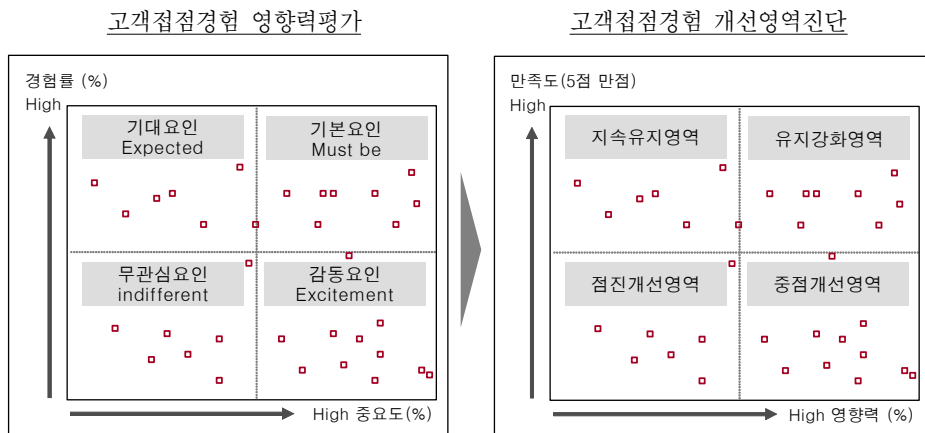 고객접점경험 영향력평가
경험률 (%)
High
기대요인
Expected
기본요인
Must be
무관심요인
indifferent
감동요인
Excitement
High 중요도(%)
고객접점경험 개선영역진단
만족도(5점 만점)
High
지속유지영역
유지강화영역
점진개선영역
중점개선영역
High 영향력 (%)